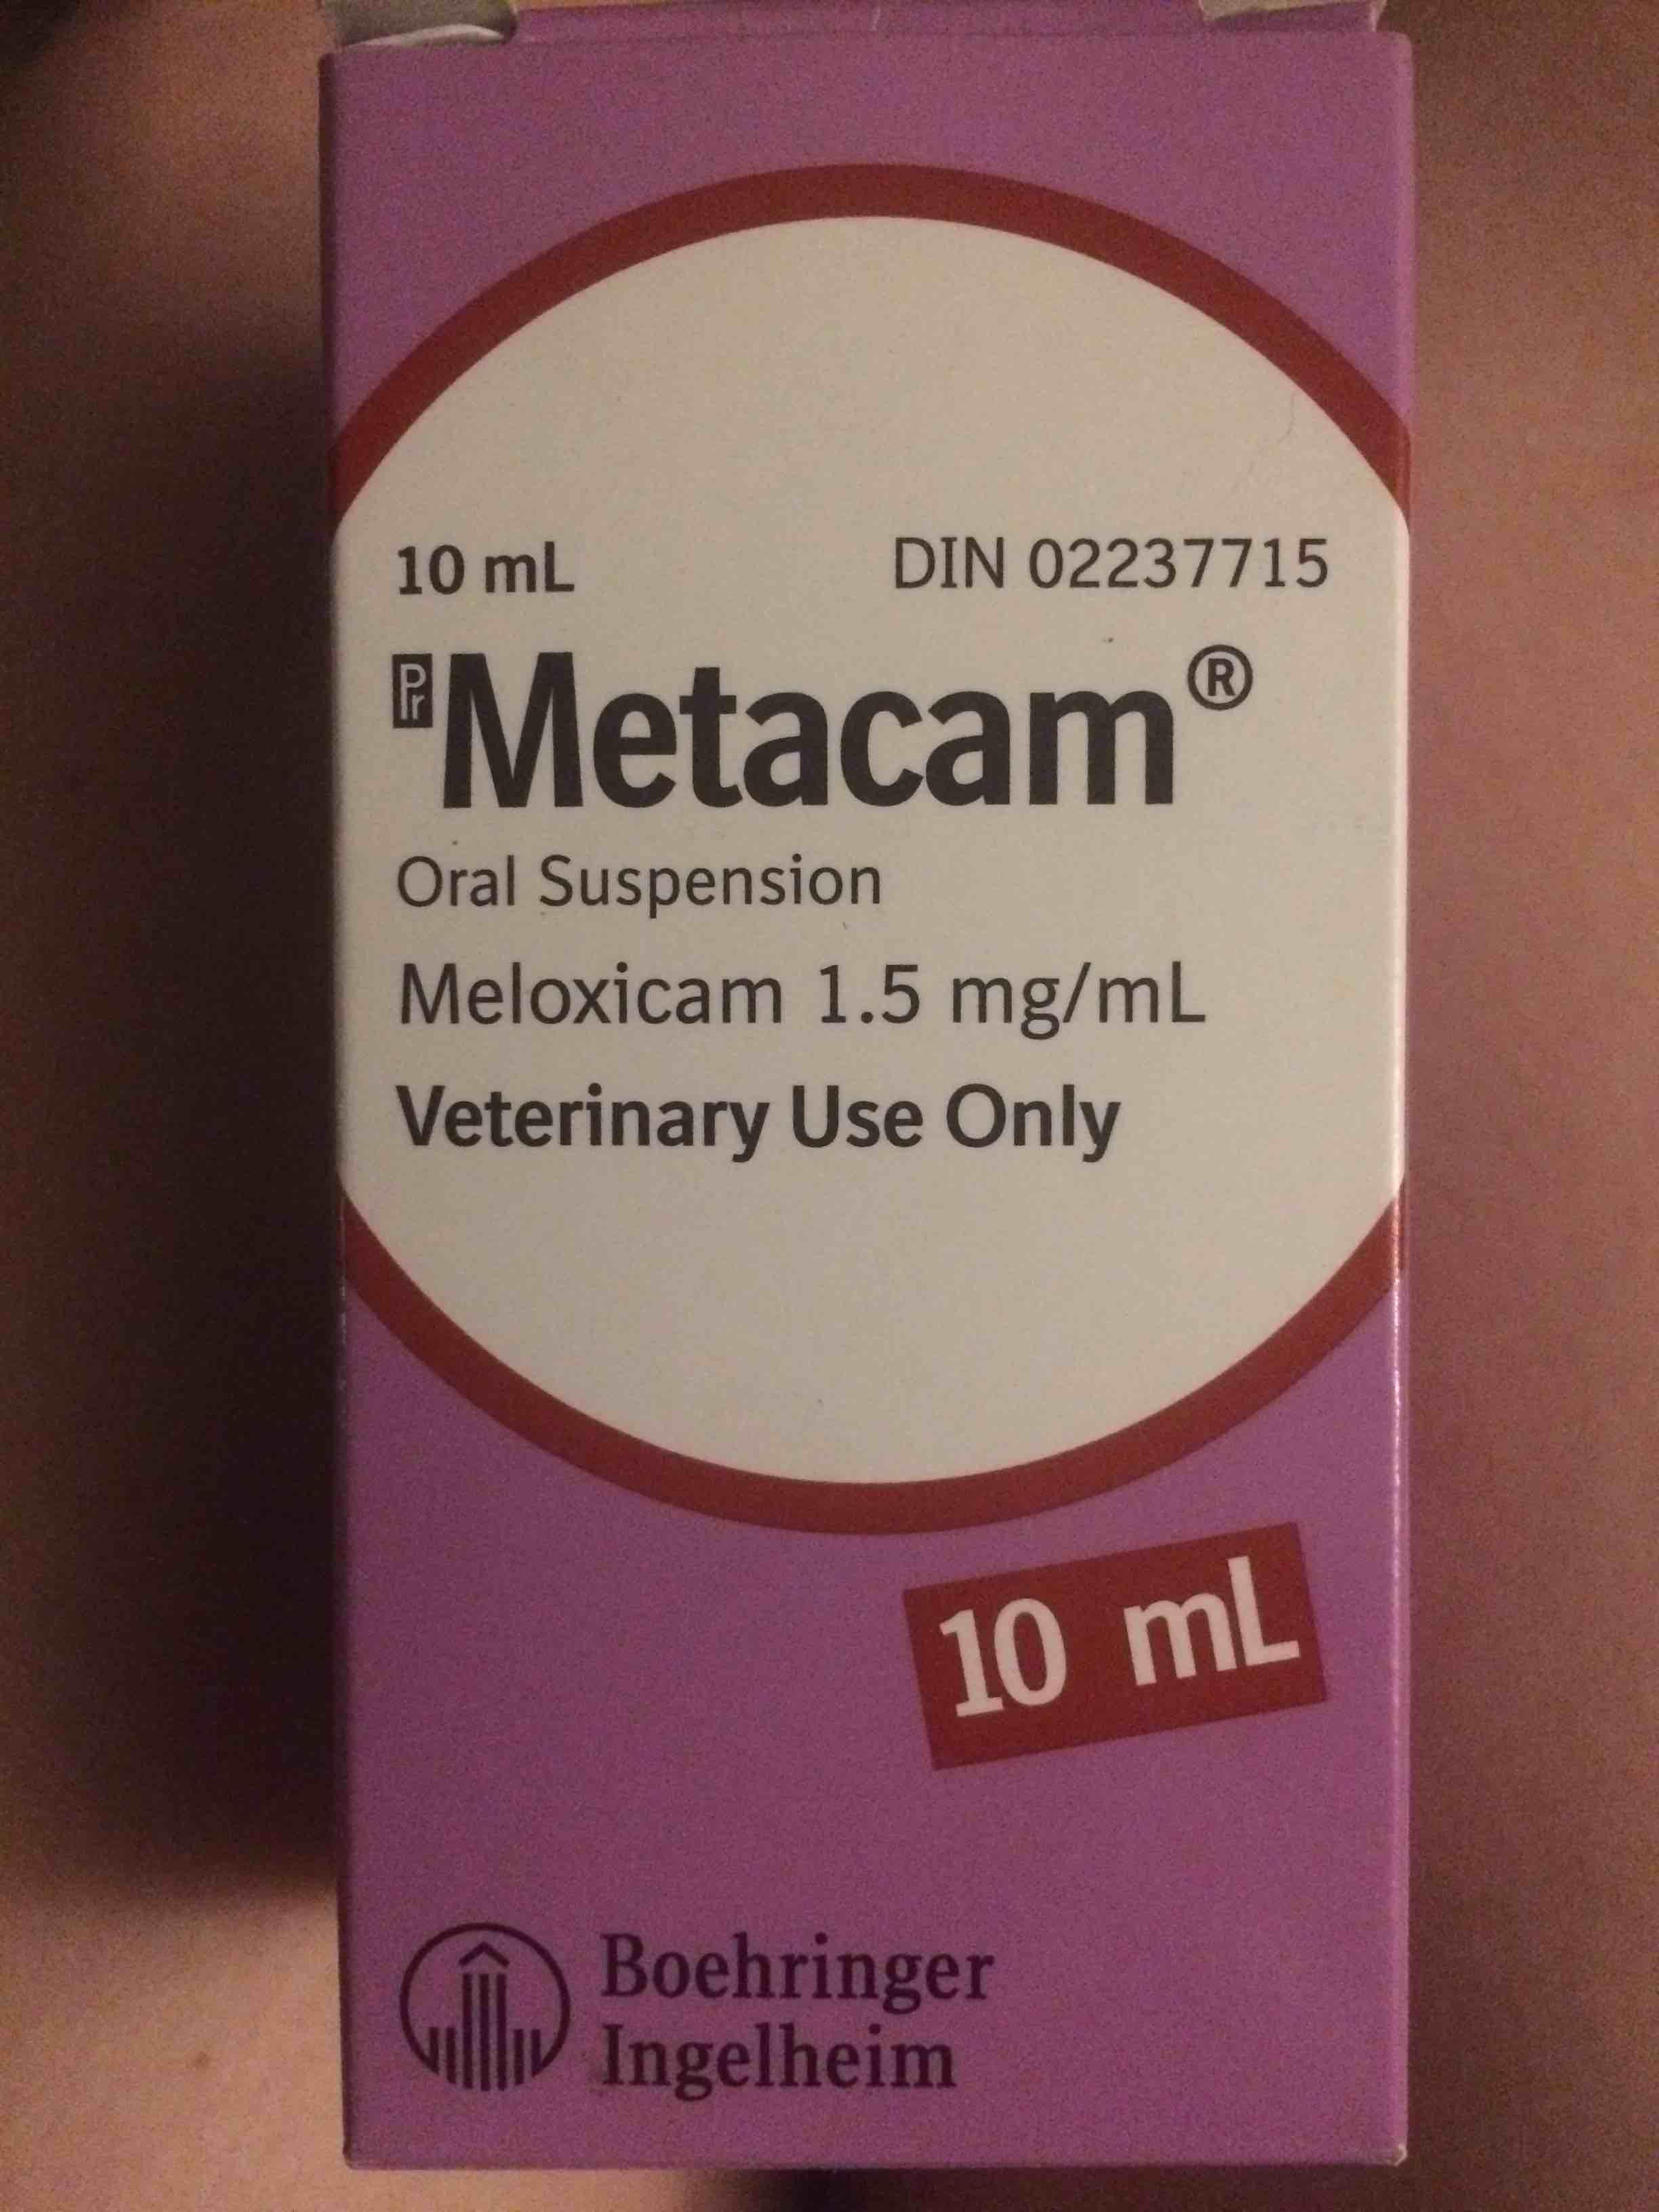 10 mL DIN 02237715
Pr Metacam®
Oral Suspension
Meloxicam 1.5 mg/mL
Veterinary Use Only
10 mL
Boehringer
Ingelheim